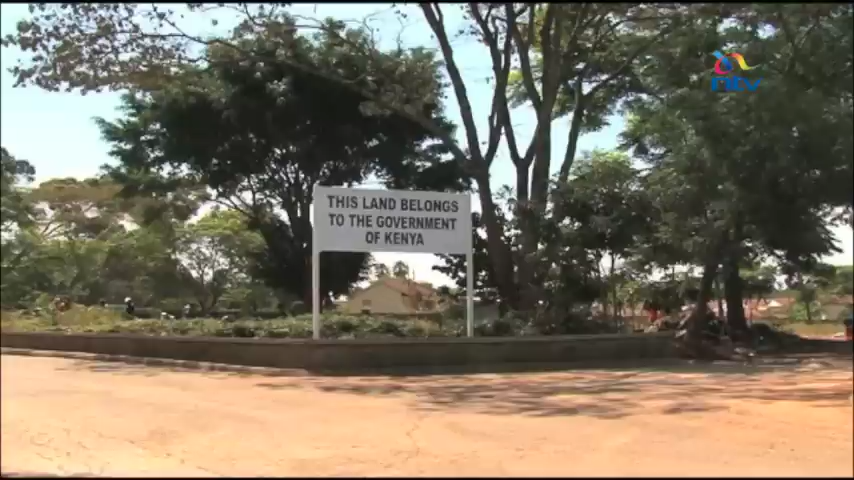 ntv
THIS LAND BELONGS
TO THE GOVERNMENT
OF KENYA